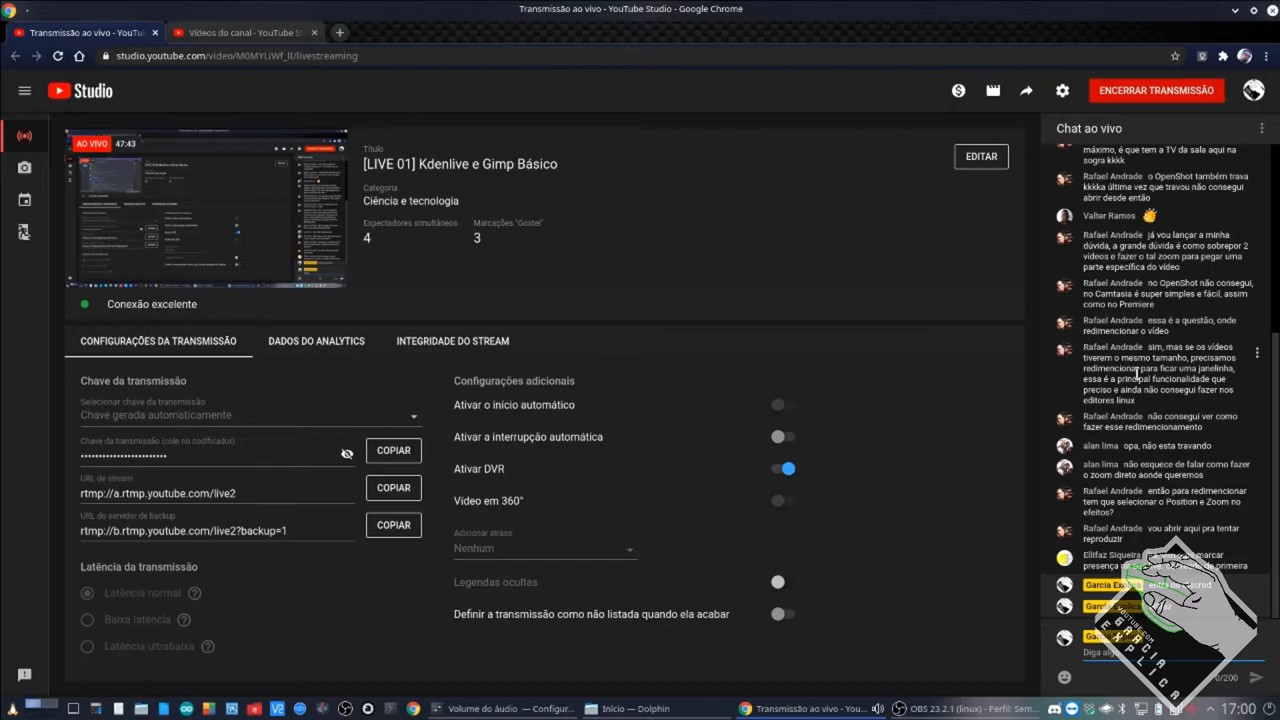 Transmissão ao vivo - YouTube Studio - Google Chrome
Transmissão ao vivo - YouTu
Vídeos do canal - YouTube S
studio.youtube.com/video/M0MYLiWf_lI/livestreaming
Studio
ENCERRAR TRANSMISSÃO
AO VIVO 47:43
Título
[LIVE 01] Kdenlive e Gimp Básico
EDITAR
Categoria
Ciência e tecnologia
Espectadores simultâneos
Marcações "Gostei"
4
3
Conexão excelente
CONFIGURAÇÕES DA TRANSMISSÃO
DADOS DO ANALYTICS
INTEGRIDADE DO STREAM
Chave da transmissão
Selecionar chave da transmissão
Chave gerada automaticamente
Chave da transmissão (cole no codificador)
COPIAR
URL de stream
rtmp://a.rtmp.youtube.com/live2
COPIAR
URL do servidor de backup
rtmp://b.rtmp.youtube.com/live2?backup=1
COPIAR
Latência da transmissão
Latência normal
Baixa latência
Latência ultrabaixa
Configurações adicionais
Ativar o início automático
Ativar a interrupção automática
Ativar DVR
Vídeo em 360°
Adicionar atraso
Nenhum
Legendas ocultas
Definir a transmissão como não listada quando ela acabar
Chat ao vivo
máximo, é que tem a TV da sala aqui na
sogra kkkk
Rafael Andrade o OpenShot também trava
kkkka última vez que travou não consegui
abrir desde então
Valter Ramos
Rafael Andrade já vou lançar a minha
dúvida, a grande dúvida é como sobrepor 2
vídeos e fazer o tal zoom para pegar uma
parte específica do vídeo
Rafael Andrade no OpenShot não consegui,
no Camtasia é super simples e fácil, assim
como no Premiere
Rafael Andrade essa é a questão, onde
redimencionar o vídeo
Rafael Andrade sim, mas se os vídeos
tiverem o mesmo tamanho, precisamos
redimencionar para ficar uma janelinha,
essa é a principal funcionalidade que
preciso e ainda não consegui fazer nos
editores linux
Rafael Andrade não consegui ver como
fazer esse redimencionamento
alan lima opa, não esta travando
alan lima não esquece de falar como fazer
o zoom direto aonde queremos
Rafael Andrade então para redimencionar
tem que selecionar o Position e Zoom no
efeitos?
Rafael Andrade vou abrir aqui pra tentar
reproduzir
Ellifaz Siqueira
marcar
presença na
de primeira
Garcia Explica
Garcia Explica
Diga alg
0/200
YOUTUBE.COM
GARCIA
EXPLICA
Volume do áudio — Configur...
Início — Dolphin
Transmissão ao vivo - You...
OBS 23.2.1 (linux) - Perfil: Sem...
17:00